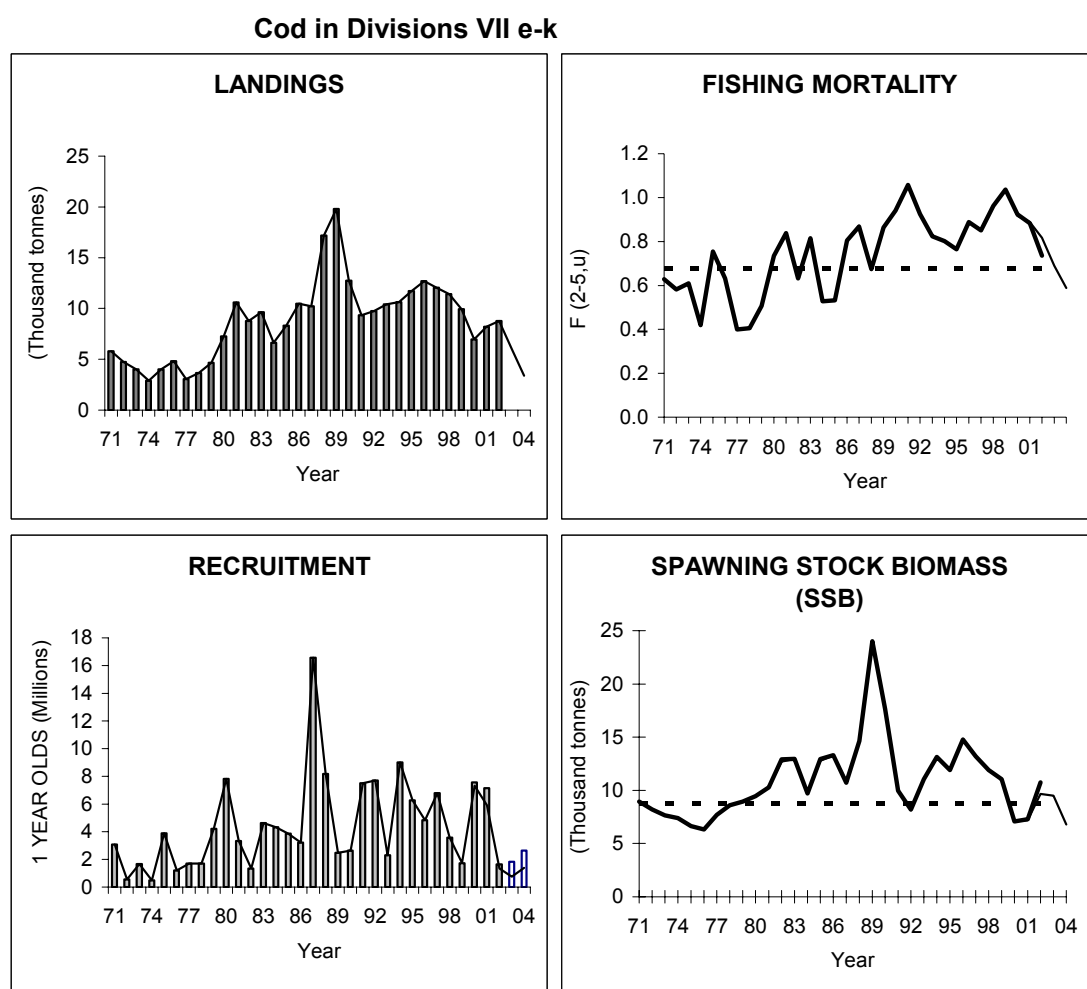 Cod in Divisions VII e-k
LANDINGS
(Thousand tonnes)
25
20
15
10
5
0
71 74 77 80 83 86 89 92 95 98 01 04
Year
FISHING MORTALITY
F (2-5,u)
1.2
1.0
0.8
0.6
0.4
0.2
0.0
71 74 77 80 83 86 89 92 95 98 01
Year
RECRUITMENT
1 YEAR OLDS (Millions)
18
16
14
12
10
8
6
4
2
0
71 74 77 80 83 86 89 92 95 98 01 04
Year
SPAWNING STOCK BIOMASS
(SSB)
(Thousand tonnes)
25
20
15
10
5
0
71 74 77 80 83 86 89 92 95 98 01 04
Year